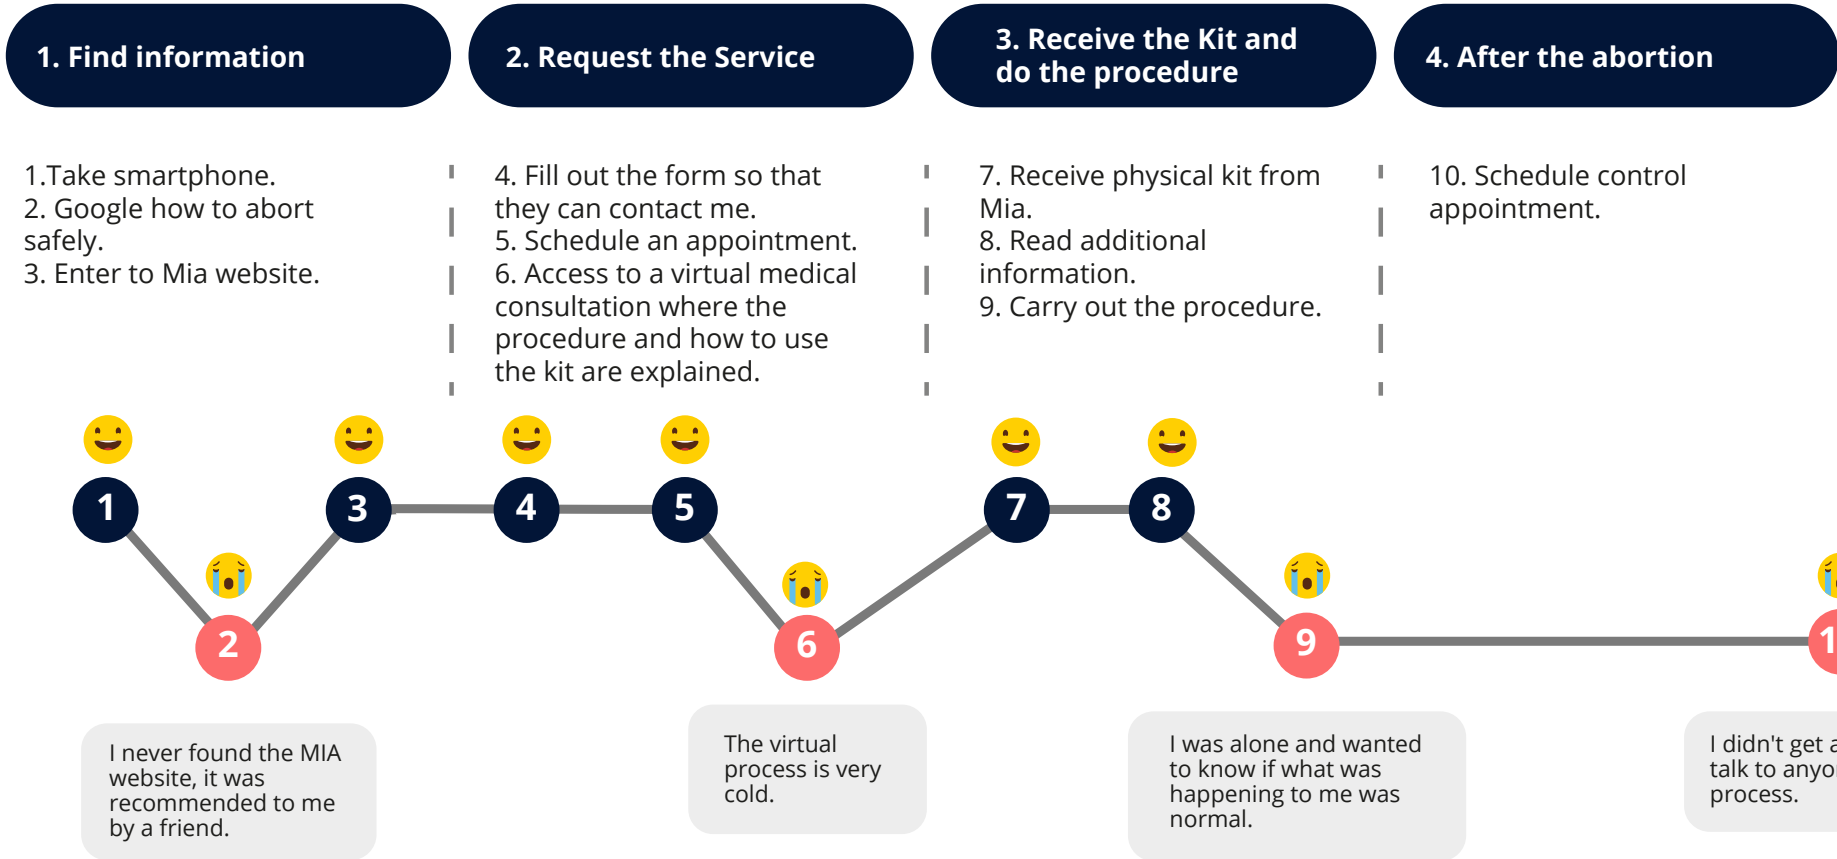 1. Find information
2. Request the Service
3. Receive the Kit and
do the procedure
4. After the abortion
1.Take smartphone.
2. Google how to abort
safely.
3. Enter to Mia website.
4. Fill out the form so that
they can contact me.
5. Schedule an appointment.
6. Access to a virtual medical
consultation where the
procedure and how to use
the kit are explained.
7. Receive physical kit from
Mia.
8. Read additional
information.
9. Carry out the procedure.
10. Schedule control
appointment.
1
2
3
4
5
6
7
8
9
1
I never found the MIA
website, it was
recommended to me
by a friend.
The virtual
process is very
cold.
I was alone and wanted
to know if what was
happening to me was
normal.
I didn't get
talk to
process.